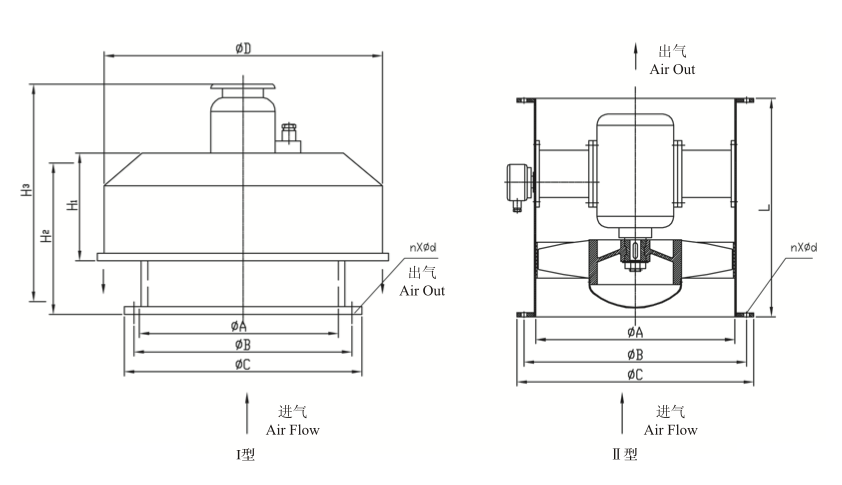 ØD
H3
H2
H1
nXØd
出气
Air Out
ØA
ØB
ØC
进气
Air Flow
I型
出气
Air Out
L
nXØd
ØA
ØB
ØC
进气
Air Flow
Ⅱ型